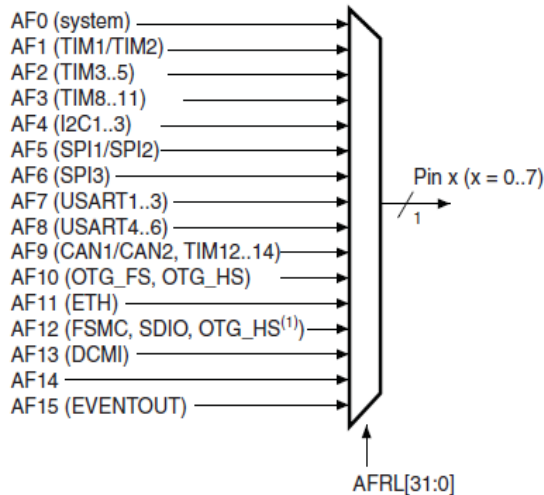 AF0 (system)
AF1 (TIM1/TIM2)
AF2 (TIM3..5)
AF3 (TIM8..11)
AF4 (I2C1..3)
AF5 (SPI1/SPI2)
AF6 (SPI3)
AF7 (USART1..3)
AF8 (USART4..6)
AF9 (CAN1/CAN2, TIM12..14)
AF10 (OTG_FS, OTG_HS)
AF11 (ETH)
AF12 (FSMC, SDIO, OTG_HS(1))
AF13 (DCMI)
AF14
AF15 (EVENTOUT)
Pin x (x = 0..7)
1
AFRL[31:0]